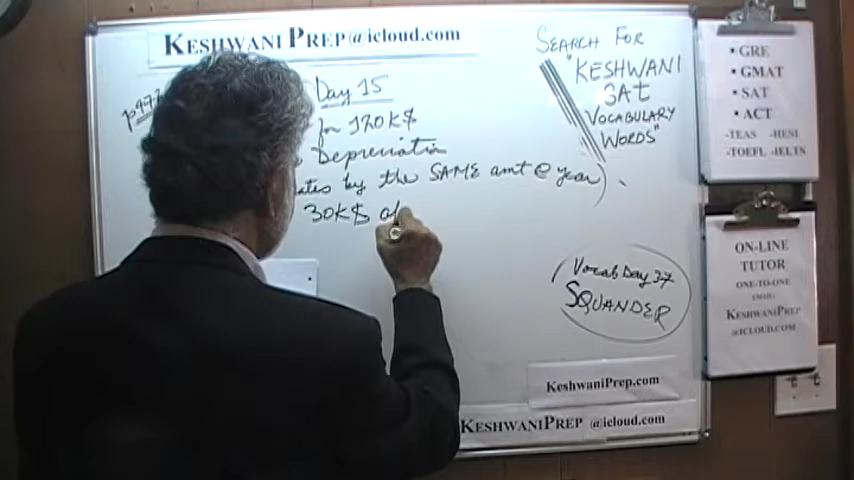 KESHWANI PREP@icloud.com
Day 15
for 120K$
Depreciation
ates by the SAME amt @ year)
30K$
SEARCH FOR
"KESHWANI
SAT
VOCABULARY
WORDS"
Vocab Day 37
SQUANDER
KeshwaniPrep.com
KESHWANIPREP @icloud.com
• GRE
• GMAT
• SAT
• ACT
-TEAS -HESI
-TOEFL -IELTS
ON-LINE
TUTOR
ONE-TO-ONE
KESHWANIPREP
@ICLOUD.COM